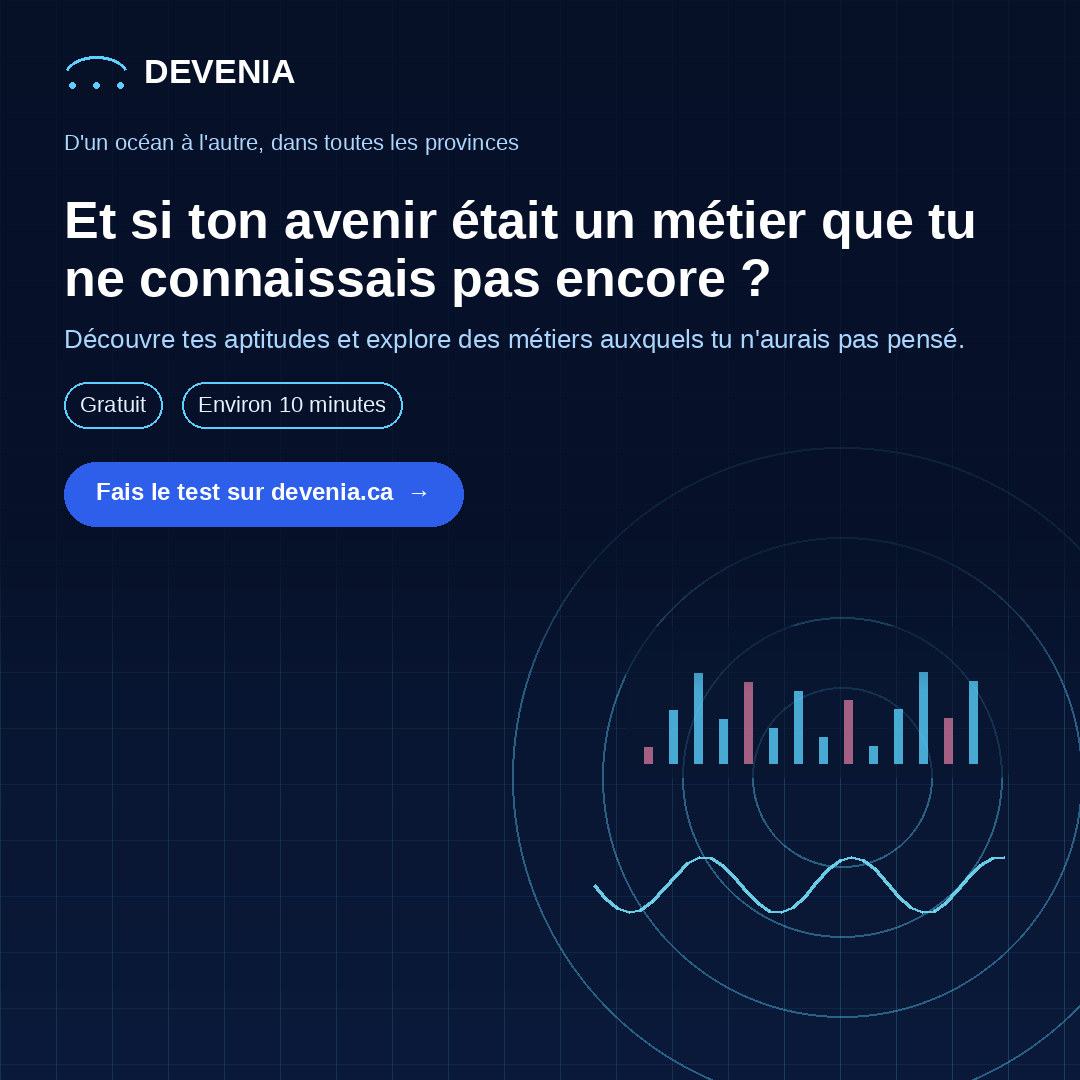 DEVENIA
D'un océan à l'autre, dans toutes les provinces
Et si ton avenir était un métier que tu
ne connaissais pas encore ?
Découvre tes aptitudes et explore des métiers auxquels tu n'aurais pas pensé.
Gratuit
Environ 10 minutes
Fais le test sur devenia.ca →